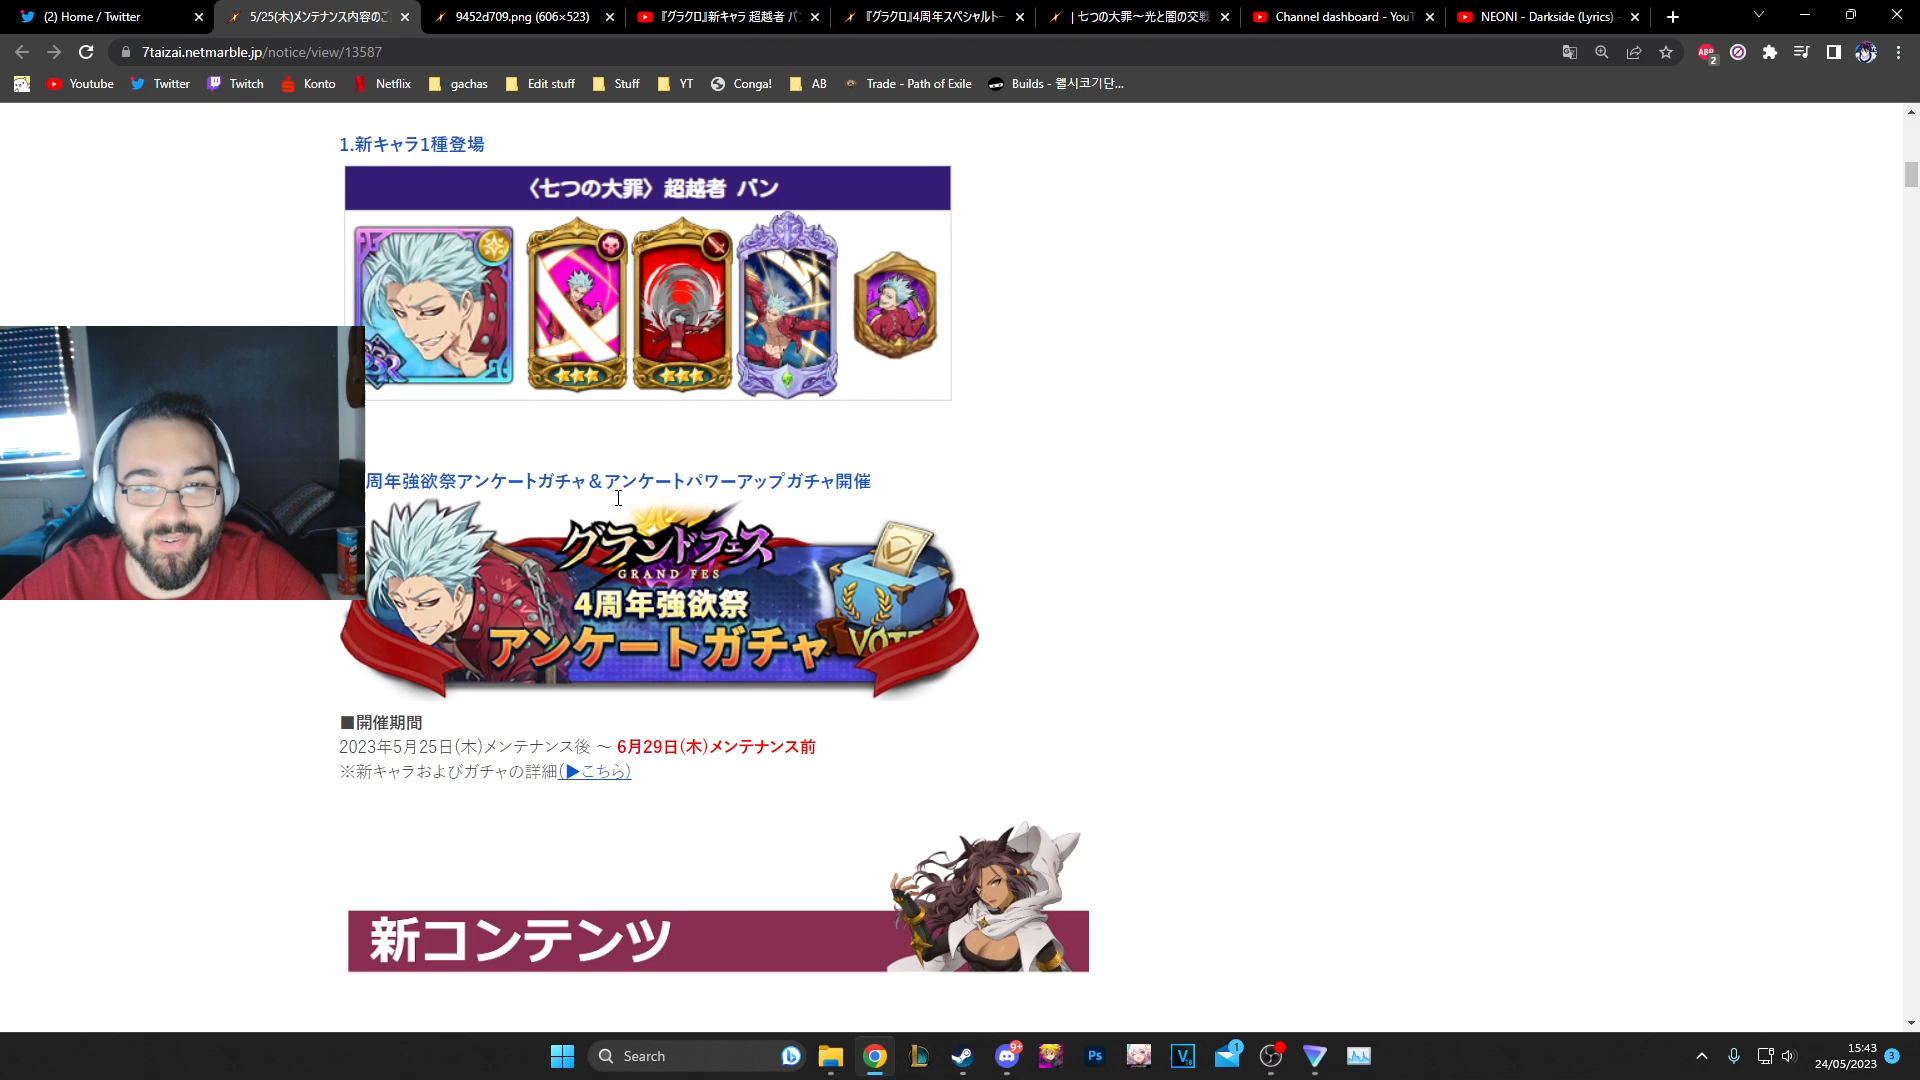 (2) Home / Twitter
5/25(木)メンテナンス内容のご
9452d709.png (606×523)
『グラクロ』新キャラ 超越者 バン
『グラクロ』4周年スペシャルト
| 七つの大罪〜光と闇の交戦
Channel dashboard - YouT
NEONI - Darkside (Lyrics) -
7taizai.netmarble.jp/notice/view/13587
ABP
2
Youtube
Twitter
Twitch
Konto
Netflix
gachas
Edit stuff
Stuff
YT
Conga!
AB
Trade - Path of Exile
Builds - 웰시코기단...
1.新キャラ1種登場
〈七つの大罪〉超越者 バン
SSR
周年強欲祭アンケートガチャ＆アンケートパワーアップガチャ開催
グランドフェス
GRAND FES
4周年強欲祭
アンケートガチャ
VOTE
■開催期間
2023年5月25日(木)メンテナンス後 ～ 6月29日(木)メンテナンス前
※新キャラおよびガチャの詳細(▶こちら)
新コンテンツ
Search
9+
Ps
V
1
15:43
24/05/2023
3